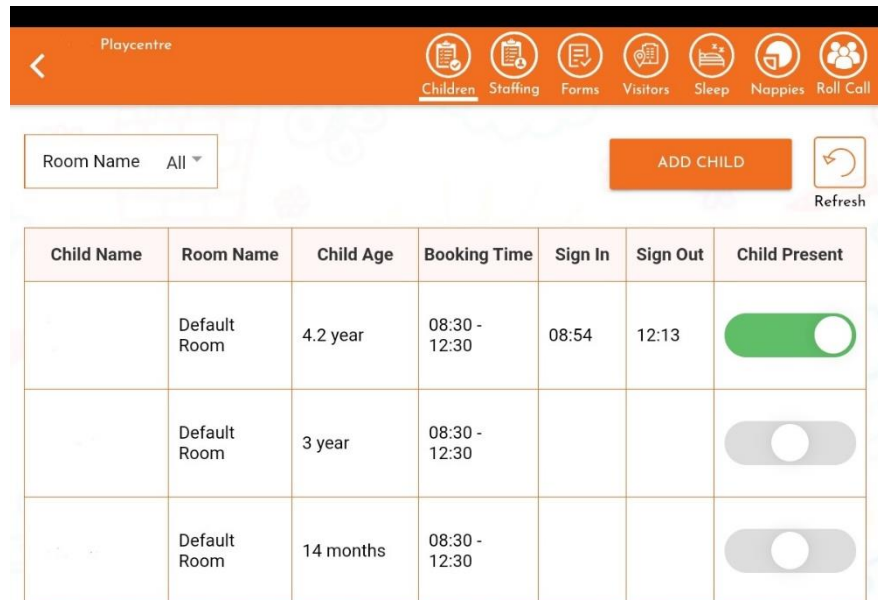 Playcentre
Children Staffing Forms Visitors Sleep Nappies Roll Call
Room Name All ADD CHILD
Refresh
Child Name Room Name Child Age Booking Time Sign In Sign Out Child Present
Default
Room
4.2 year
08:30 -
12:30
08:54
12:13
Default
Room
3 year
08:30 -
12:30
Default
Room
14 months
08:30 -
12:30